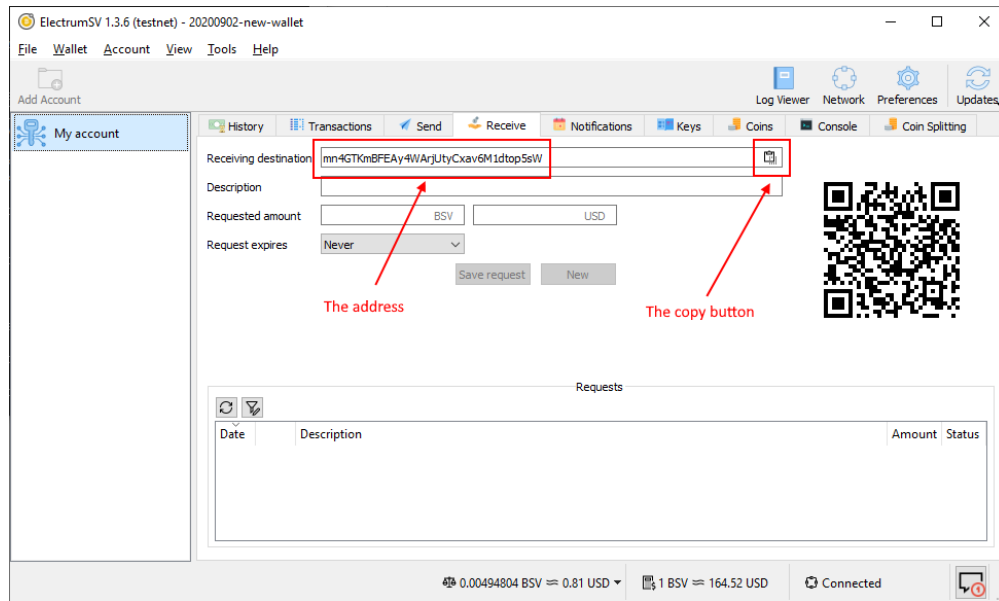 ElectrumSV 1.3.6 (testnet) - 20200902-new-wallet
File Wallet Account View Tools Help
Add Account
Log Viewer Network Preferences Updates
My account
History Transactions Send Receive Notifications Keys Coins Console Coin Splitting
Receiving destination mn4GTKmBFEAy4WArjUtyCxav6M1dtop5sW
Description
Requested amount BSV USD
Request expires Never
Save request New
The address
The copy button
Requests
Date Description Amount Status
0.00494804 BSV ≈ 0.81 USD 1 BSV ≈ 164.52 USD Connected 1